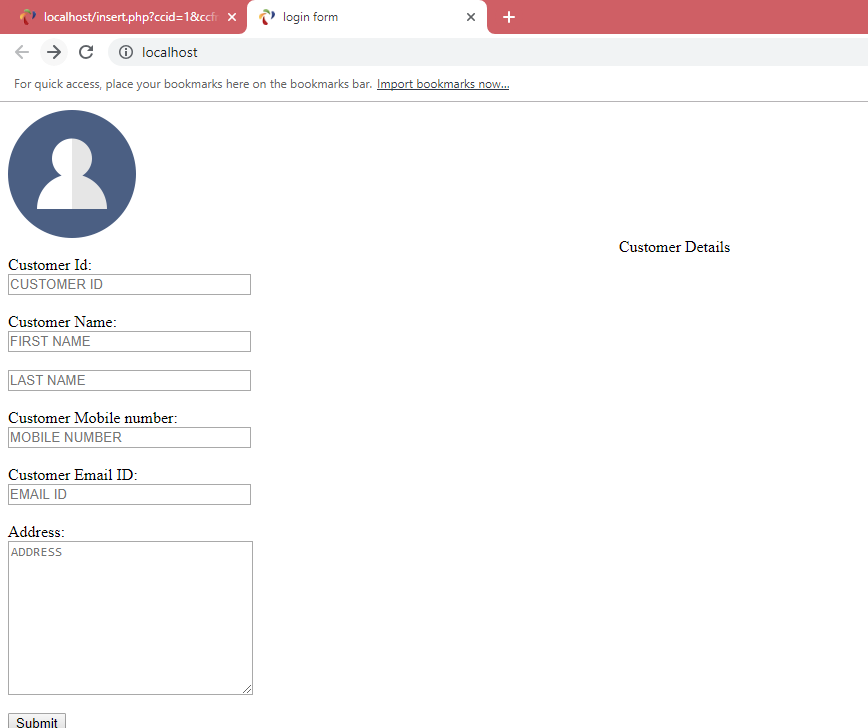 localhost/insert.php?ccid=1&ccfr
login form
localhost
For quick access, place your bookmarks here on the bookmarks bar. Import bookmarks now...
Customer Details
Customer Id:
CUSTOMER ID
Customer Name:
FIRST NAME
LAST NAME
Customer Mobile number:
MOBILE NUMBER
Customer Email ID:
EMAIL ID
Address:
ADDRESS
Submit